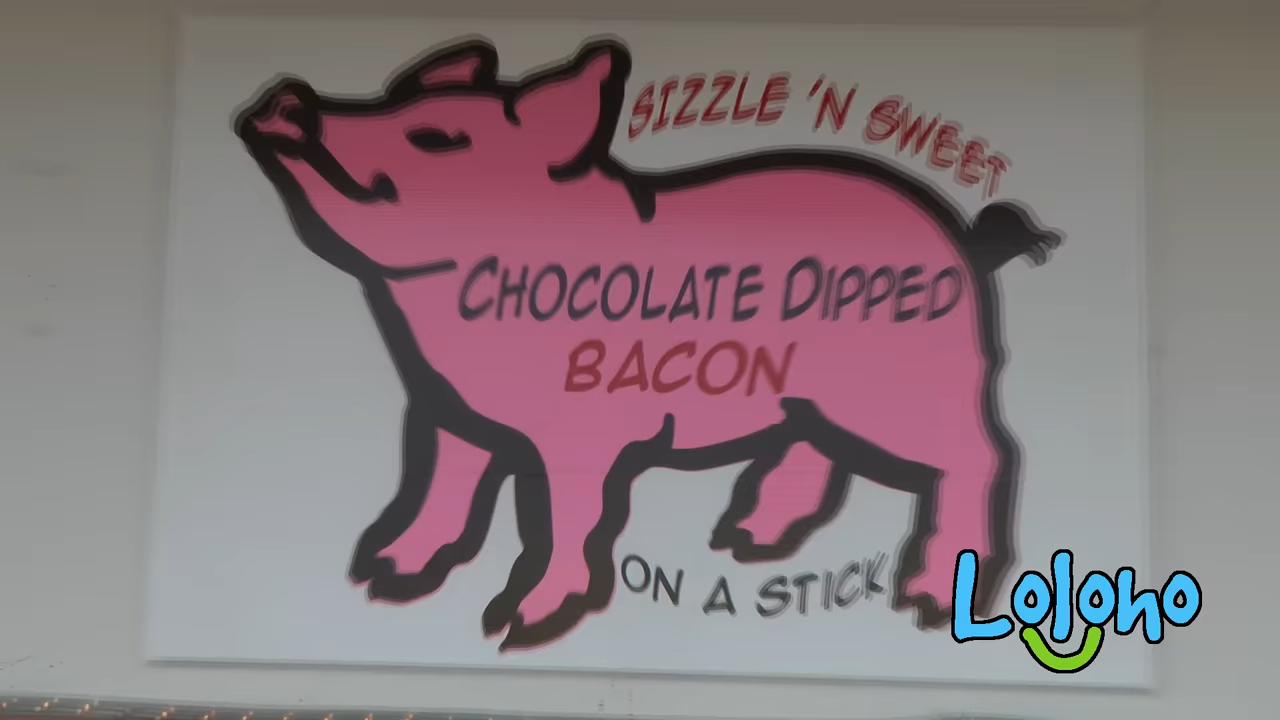 SIZZLE 'N SWEET
CHOCOLATE DIPPED
BACON
ON A STICK
Loloho